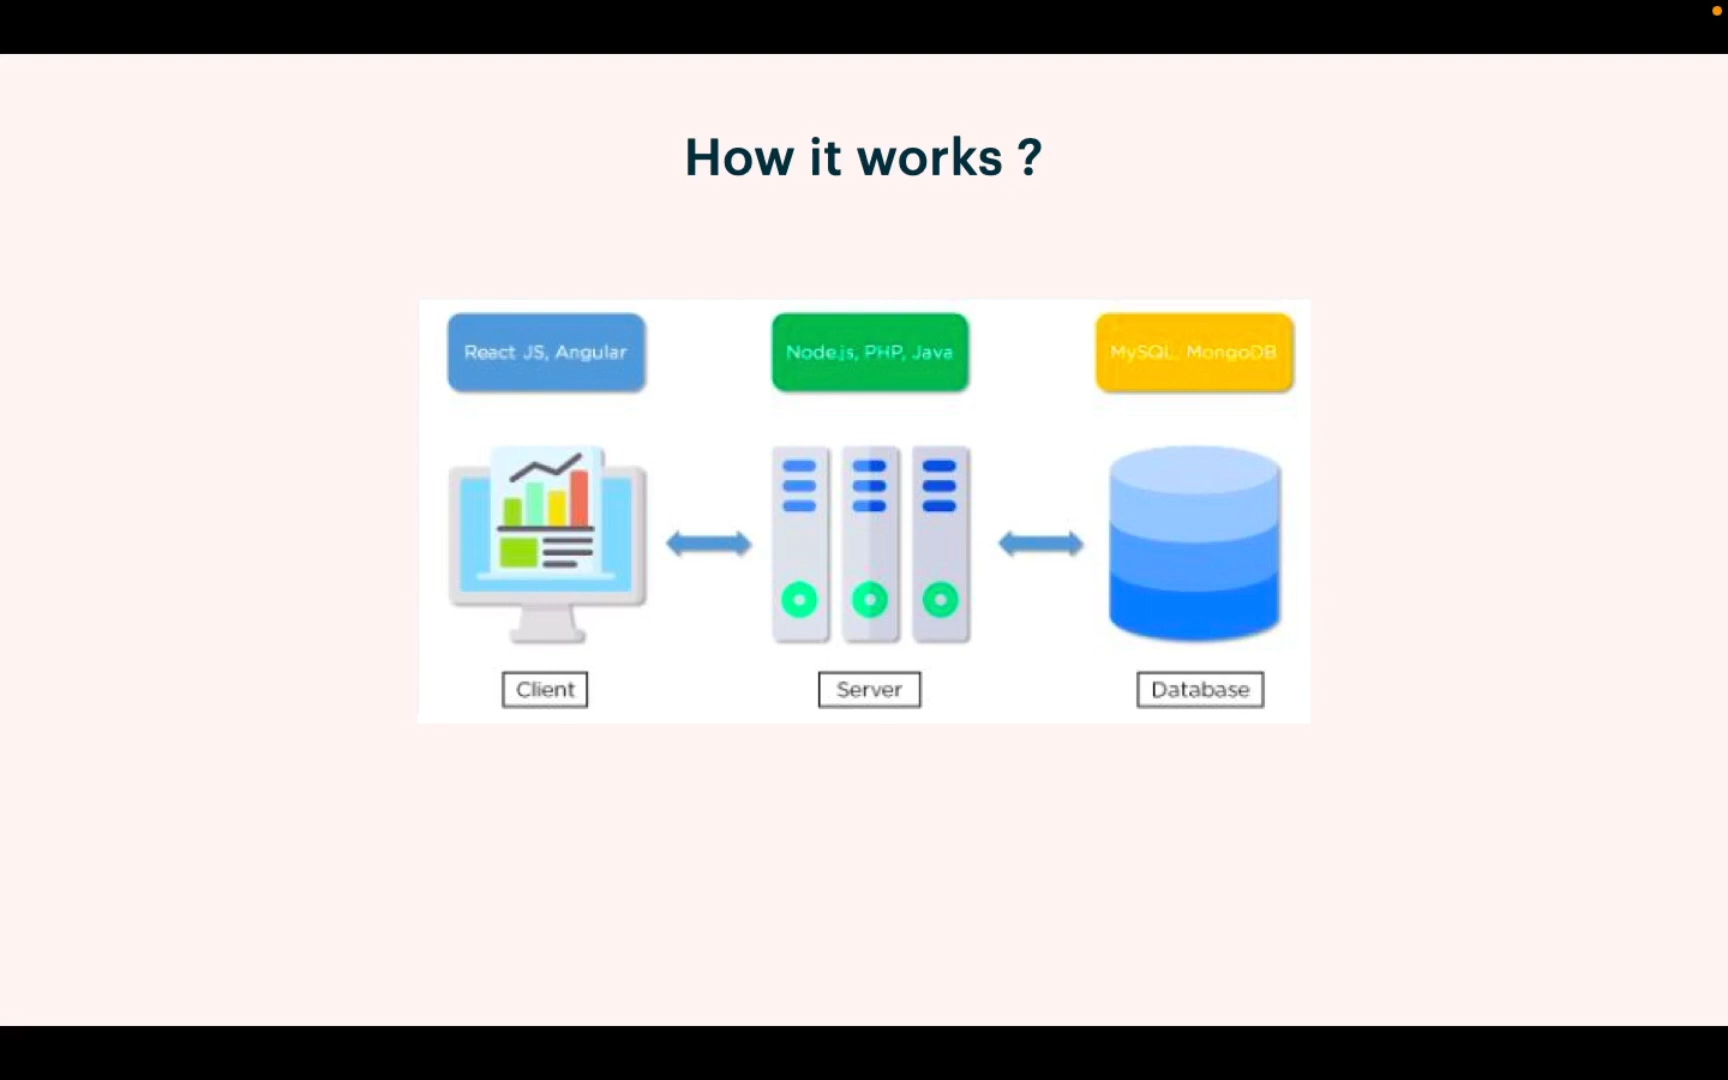 How it works ?
React JS, Angular
Node.js, PHP, Java
MySQL, MongoDB
Client
Server
Database